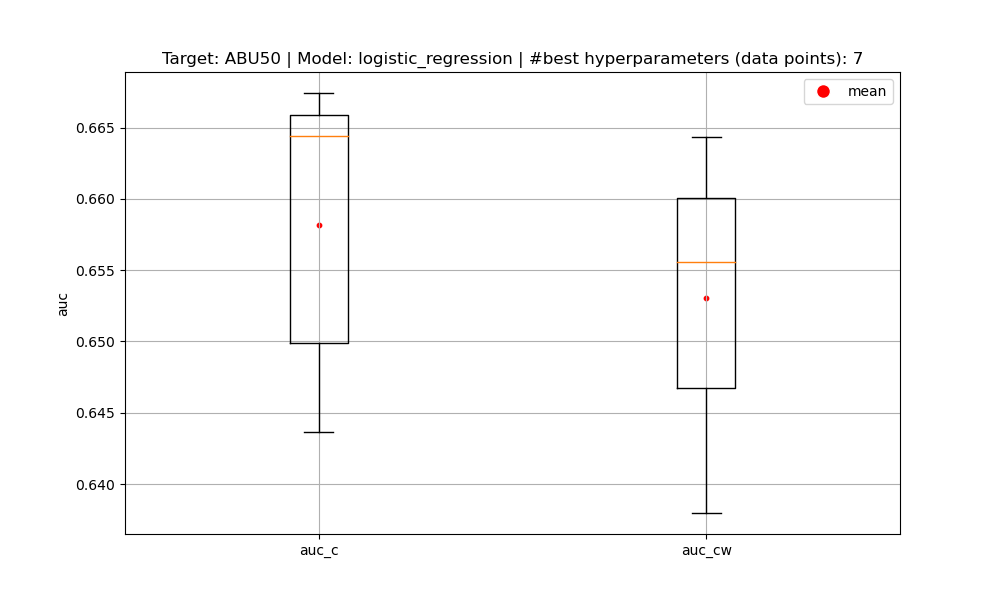 Target: ABU50 | Model: logistic_regression | #best hyperparameters (data points): 7
mean
0.665
0.660
0.655
0.650
0.645
0.640
auc
auc_c
auc_cw